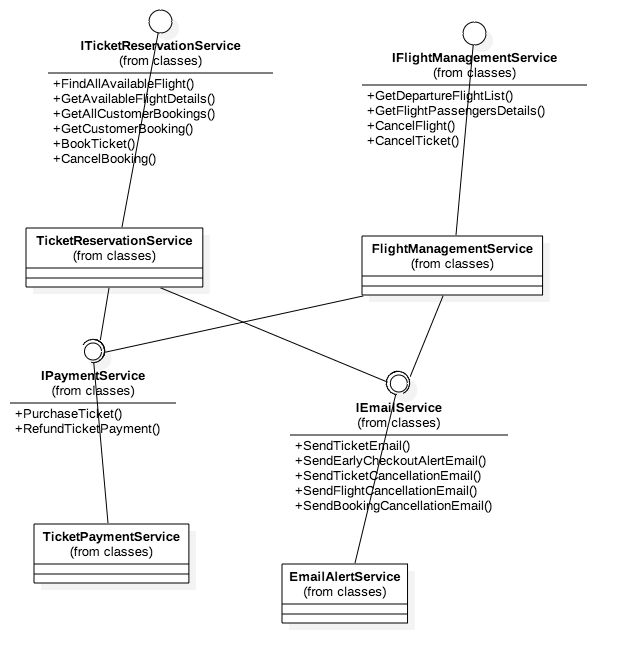 ITicketReservationService
(from classes)
+FindAllAvailableFlight()
+GetAvailableFlightDetails()
+GetAllCustomerBookings()
+GetCustomerBooking()
+BookTicket()
+CancelBooking()
IFlightManagementService
(from classes)
+GetDepartureFlightList()
+GetFlightPassengersDetails()
+CancelFlight()
+CancelTicket()
TicketReservationService
(from classes)
FlightManagementService
(from classes)
IPaymentService
(from classes)
+PurchaseTicket()
+RefundTicketPayment()
IEmailService
(from classes)
+SendTicketEmail()
+SendEarlyCheckoutAlertEmail()
+SendTicketCancellationEmail()
+SendFlightCancellationEmail()
+SendBookingCancellationEmail()
TicketPaymentService
(from classes)
EmailAlertService
(from classes)